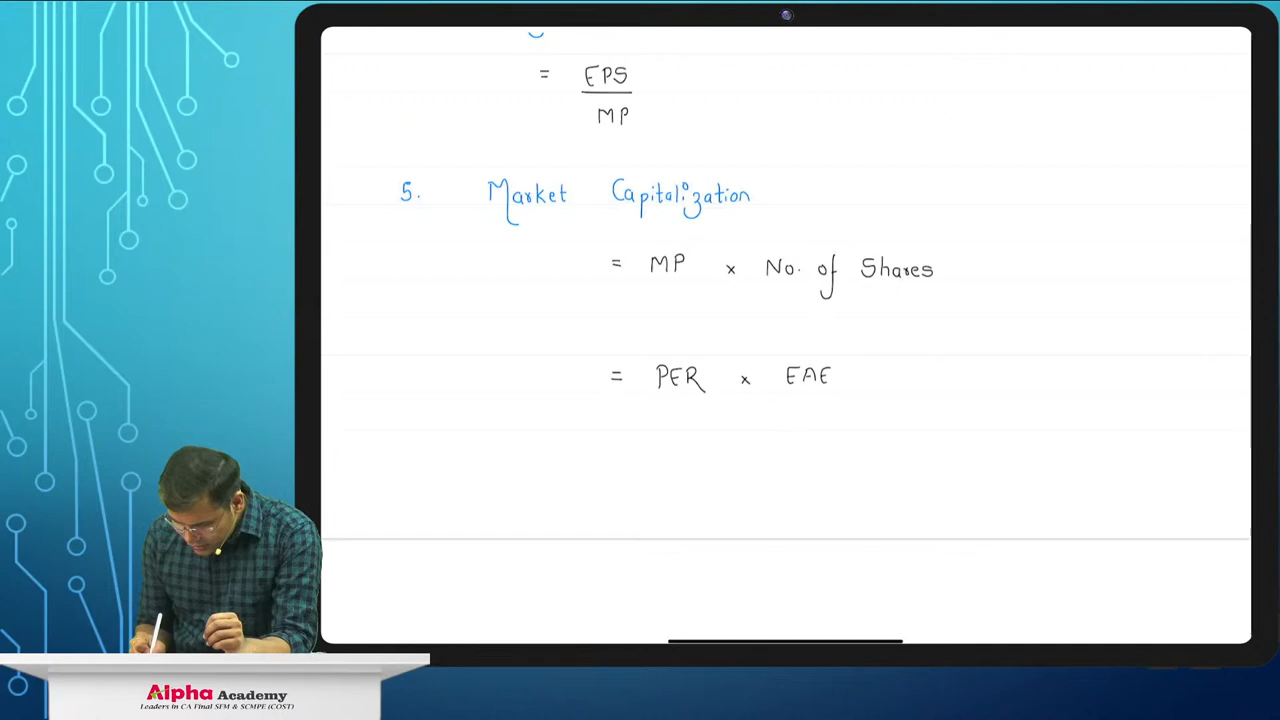 = EPS
MP
5. Market Capitalization
= MP × No. of Shares
= PER × EAE
Alpha Academy
Leaders in CA Final SFM & SCMPE (COST)